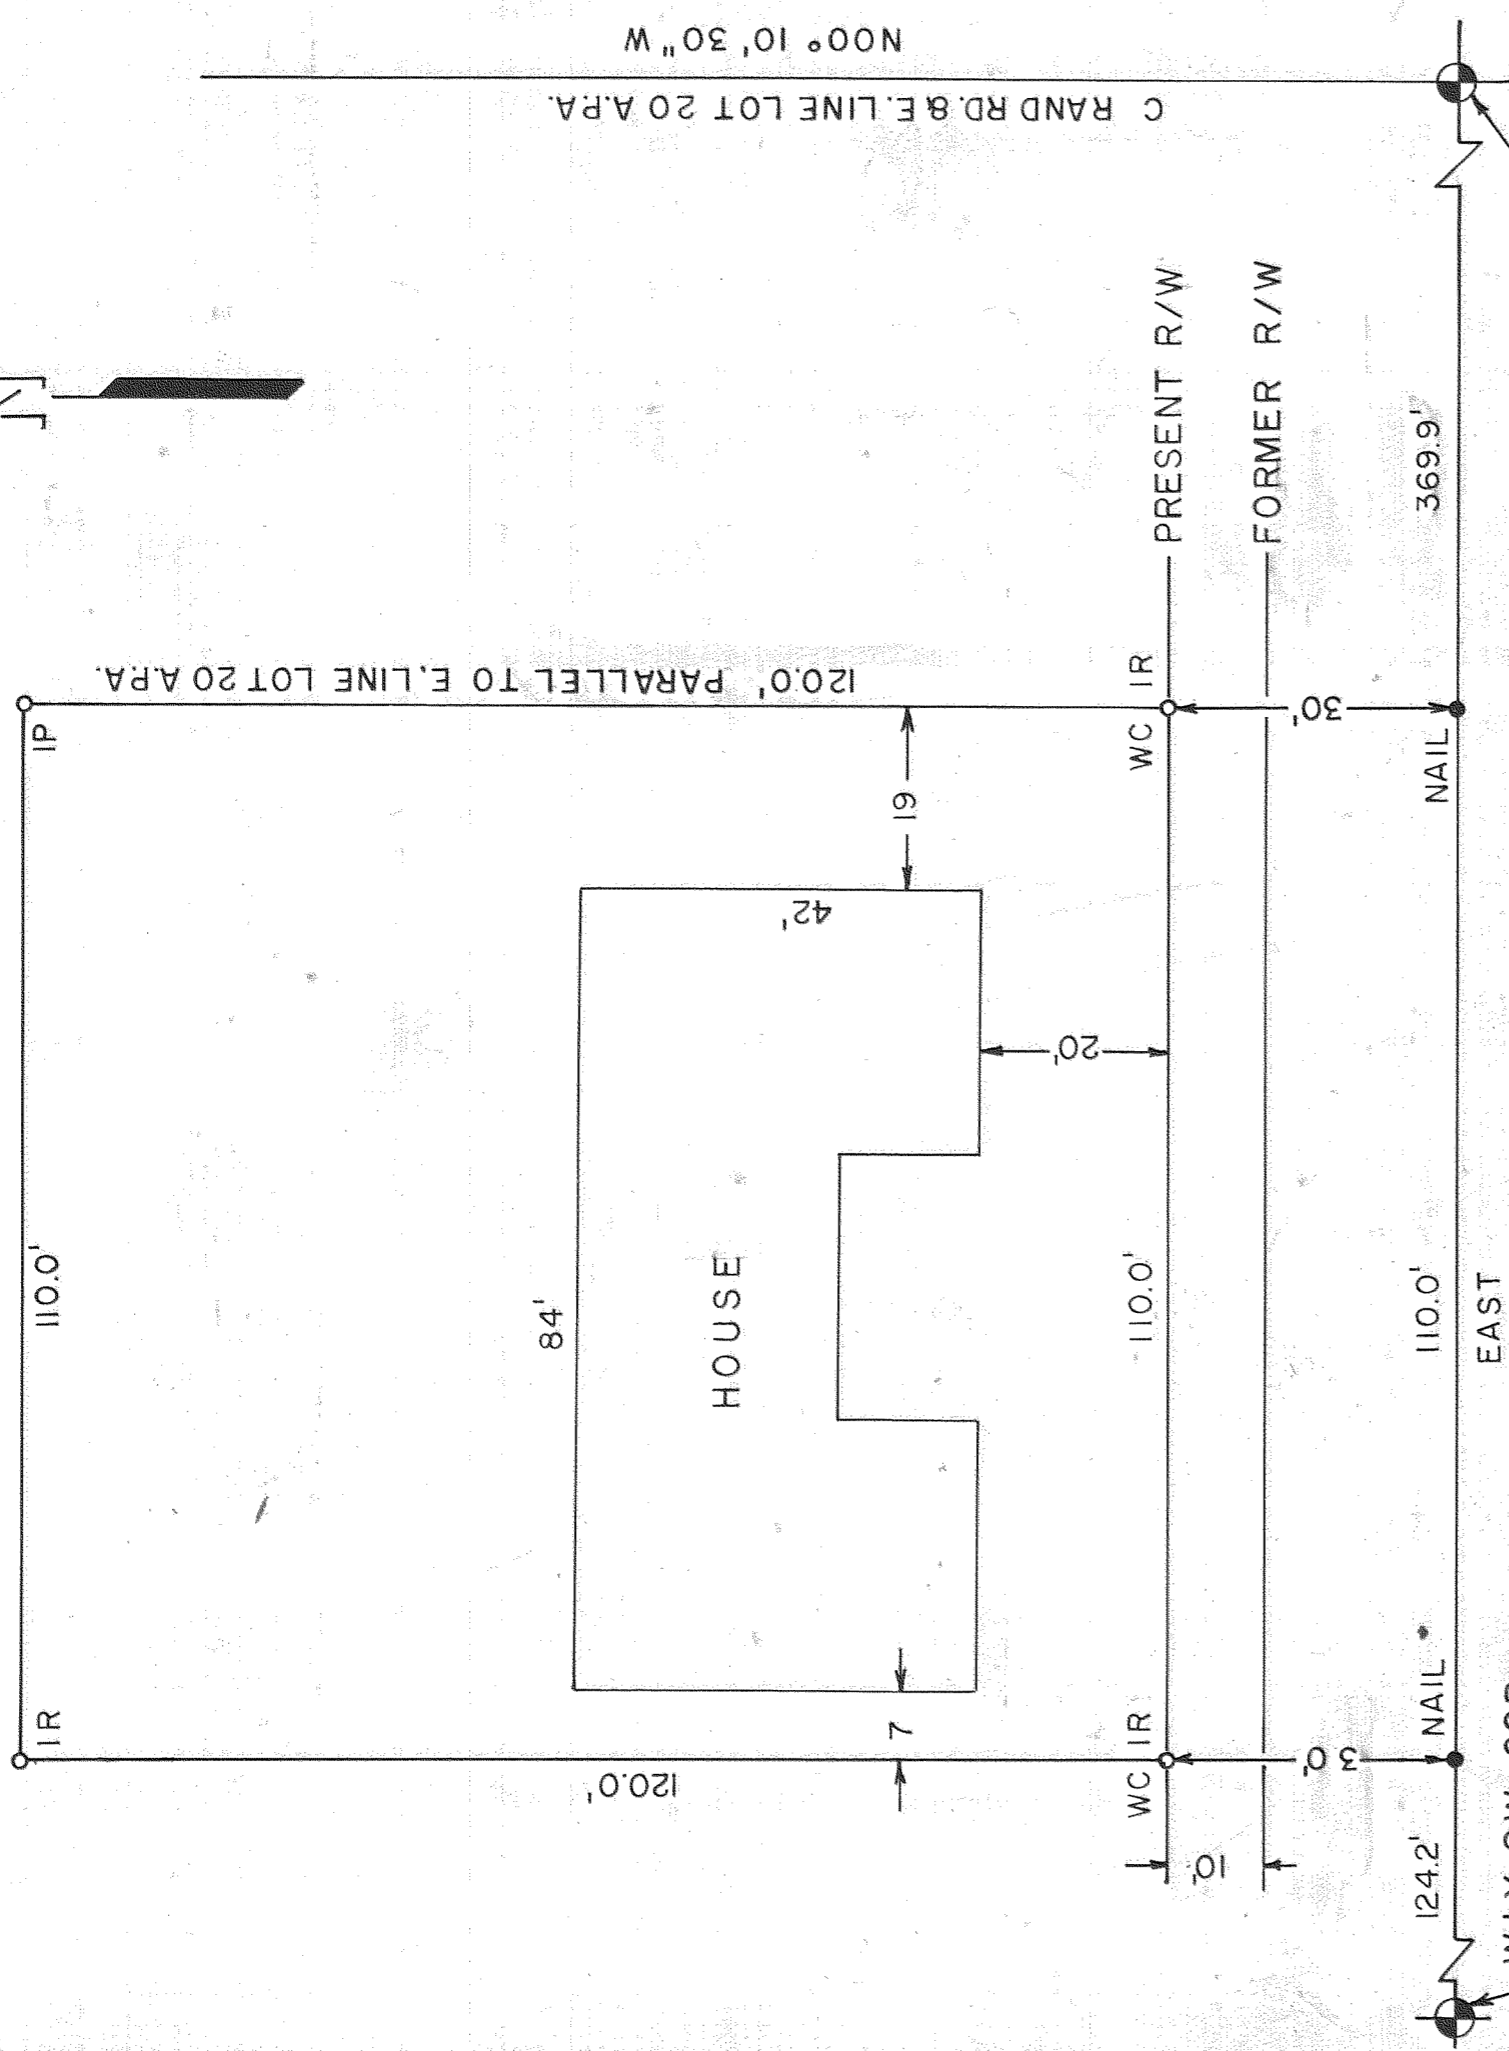 N
N00° 10' 30" W
C RAND RD. & E. LINE LOT 20 A.P.A.
110.0'
IR
IP
120.0' PARALLEL TO E. LINE LOT 20 A.P.A.
120.0'
84'
HOUSE
42'
19
7
20'
WC IR
110.0'
WC IR
PRESENT R/W
FORMER R/W
10'
30'
30'
124.2'
NAIL
110.0'
NAIL
369.9'
EAST